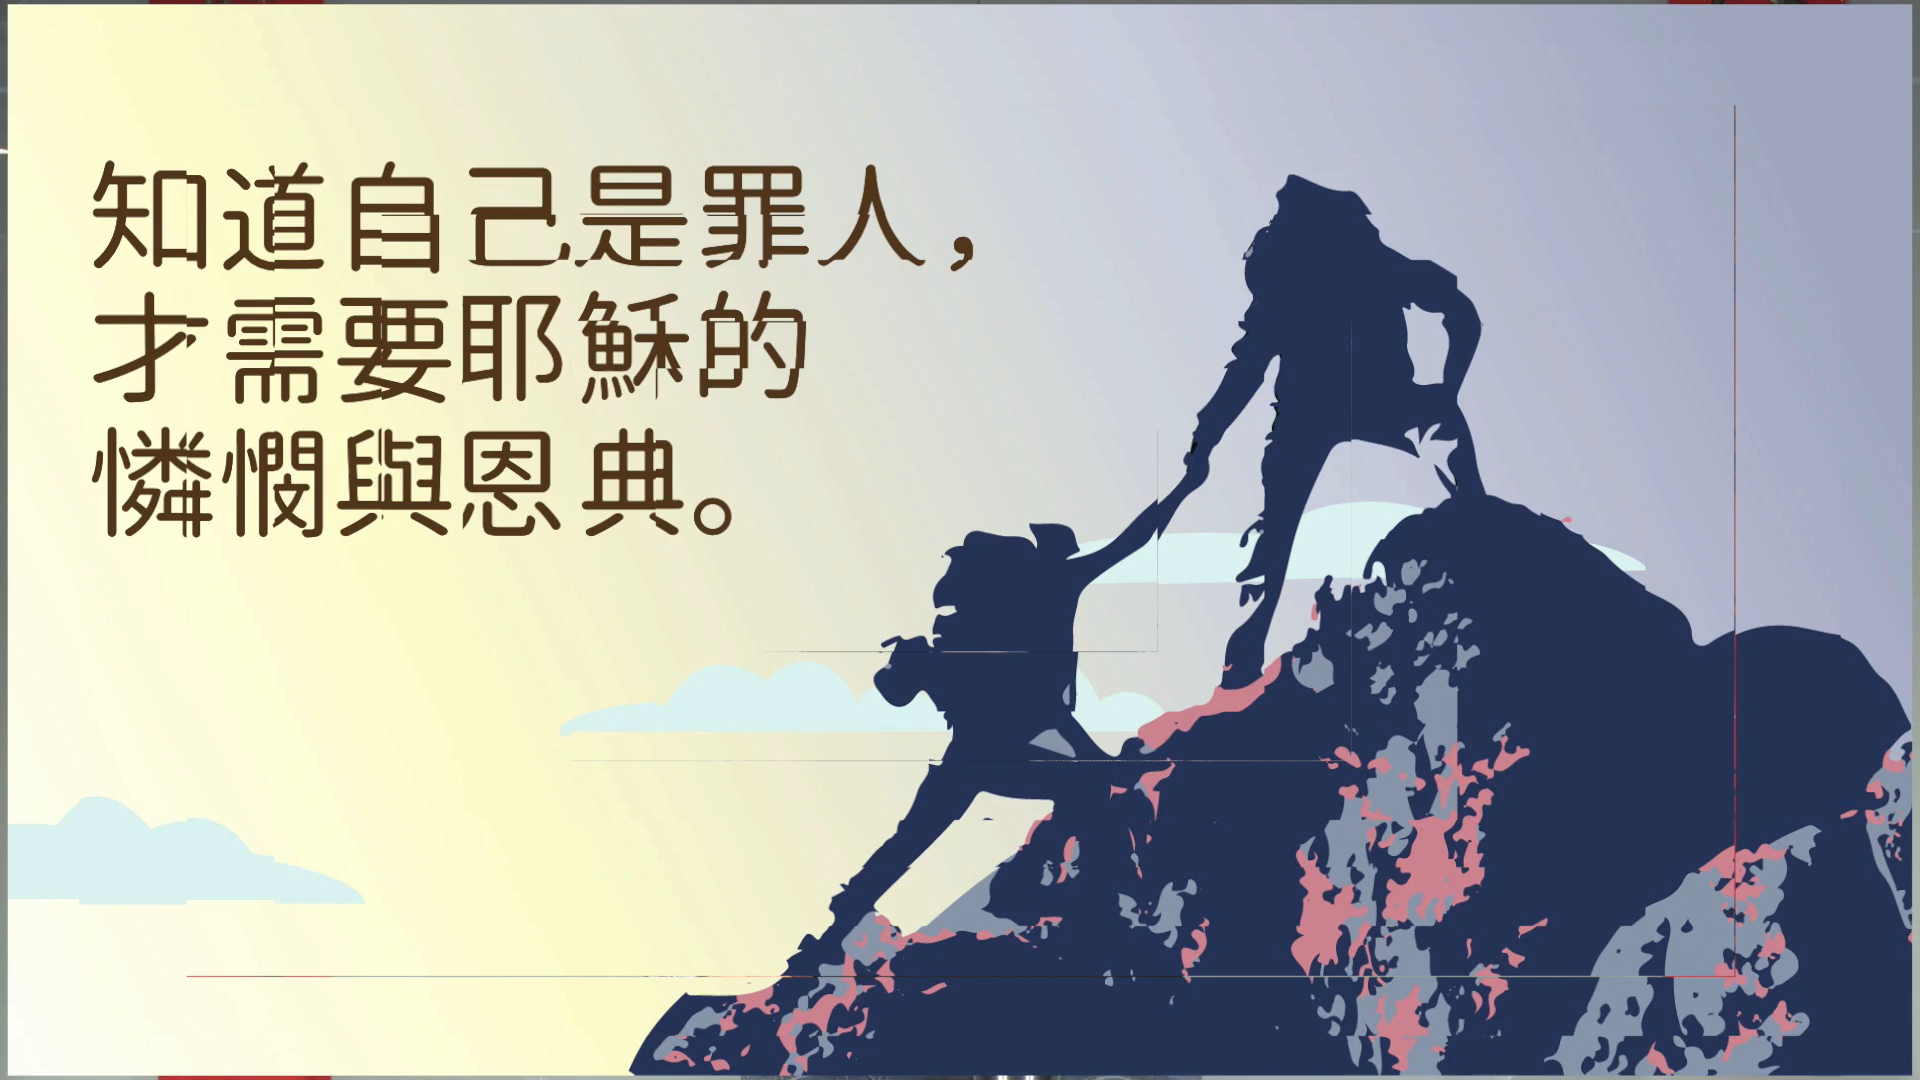 知道自己是罪人，
才需要耶穌的
憐憫與恩典。